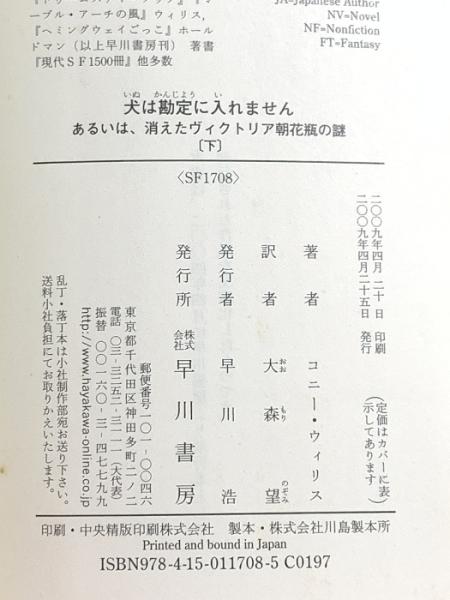 ーブル・アーチの風』ウィリス,
『ヘミングウェイごっこ』ホール
ドマン(以上早川書房刊) 著書
『現代SF1500冊』他多数
JA=Japanese Author
NV=Novel
NF=Nonfiction
FT=Fantasy
いぬ かんじょう い
犬は勘定に入れません
あるいは、消えたヴィクトリア朝花瓶の謎
〔下〕
〈SF1708〉
二〇〇九年四月二十日 印刷
二〇〇九年四月二十五日 発行
(定価はカバーに表示してあります)
著者 コニー・ウィリス
訳者 大森 望
おお もり のぞみ
発行者 早川 浩
発行所 株式会社 早川書房
郵便番号 一〇一-〇〇四六
東京都千代田区神田多町二ノ二
電話 〇三-三二五二-三一一一(大代表)
振替 〇〇一六〇-三-四七七九九
http://www.hayakawa-online.co.jp
乱丁・落丁本は小社制作部宛お送り下さい。
送料小社負担にてお取りかえいたします。
印刷・中央精版印刷株式会社 製本・株式会社川島製本所
Printed and bound in Japan
ISBN978-4-15-011708-5 C0197